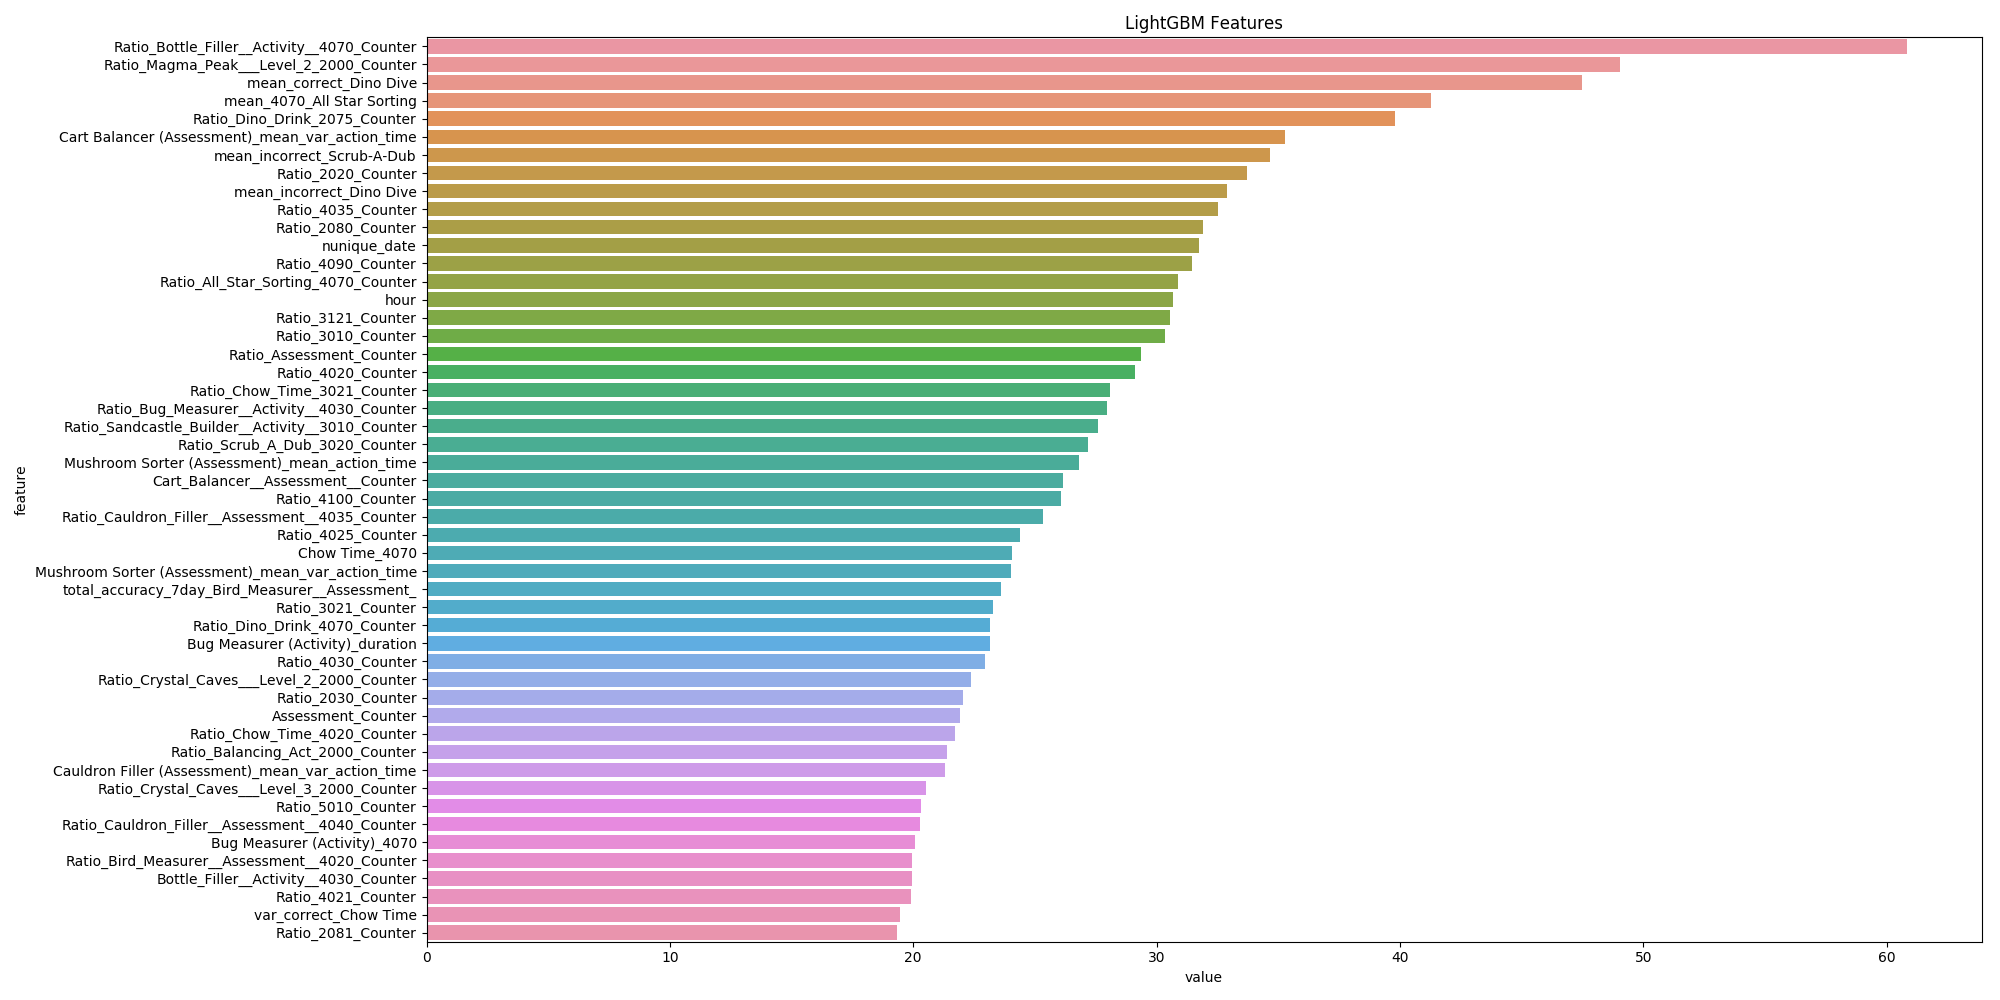 LightGBM Features
Ratio_Bottle_Filler__Activity__4070_Counter
Ratio_Magma_Peak___Level_2_2000_Counter
mean_correct_Dino Dive
mean_4070_All Star Sorting
Ratio_Dino_Drink_2075_Counter
Cart Balancer (Assessment)_mean_var_action_time
mean_incorrect_Scrub-A-Dub
Ratio_2020_Counter
mean_incorrect_Dino Dive
Ratio_4035_Counter
Ratio_2080_Counter
nunique_date
Ratio_4090_Counter
Ratio_All_Star_Sorting_4070_Counter
hour
Ratio_3121_Counter
Ratio_3010_Counter
Ratio_Assessment_Counter
Ratio_4020_Counter
Ratio_Chow_Time_3021_Counter
Ratio_Bug_Measurer__Activity__4030_Counter
Ratio_Sandcastle_Builder__Activity__3010_Counter
Ratio_Scrub_A_Dub_3020_Counter
Mushroom Sorter (Assessment)_mean_action_time
Cart_Balancer__Assessment__Counter
Ratio_4100_Counter
Ratio_Cauldron_Filler__Assessment__4035_Counter
Ratio_4025_Counter
Chow Time_4070
Mushroom Sorter (Assessment)_mean_var_action_time
total_accuracy_7day_Bird_Measurer__Assessment_
Ratio_3021_Counter
Ratio_Dino_Drink_4070_Counter
Bug Measurer (Activity)_duration
Ratio_4030_Counter
Ratio_Crystal_Caves___Level_2_2000_Counter
Ratio_2030_Counter
Assessment_Counter
Ratio_Chow_Time_4020_Counter
Ratio_Balancing_Act_2000_Counter
Cauldron Filler (Assessment)_mean_var_action_time
Ratio_Crystal_Caves___Level_3_2000_Counter
Ratio_5010_Counter
Ratio_Cauldron_Filler__Assessment__4040_Counter
Bug Measurer (Activity)_4070
Ratio_Bird_Measurer__Assessment__4020_Counter
Bottle_Filler__Activity__4030_Counter
Ratio_4021_Counter
var_correct_Chow Time
Ratio_2081_Counter
feature
0 10 20 30 40 50 60
value